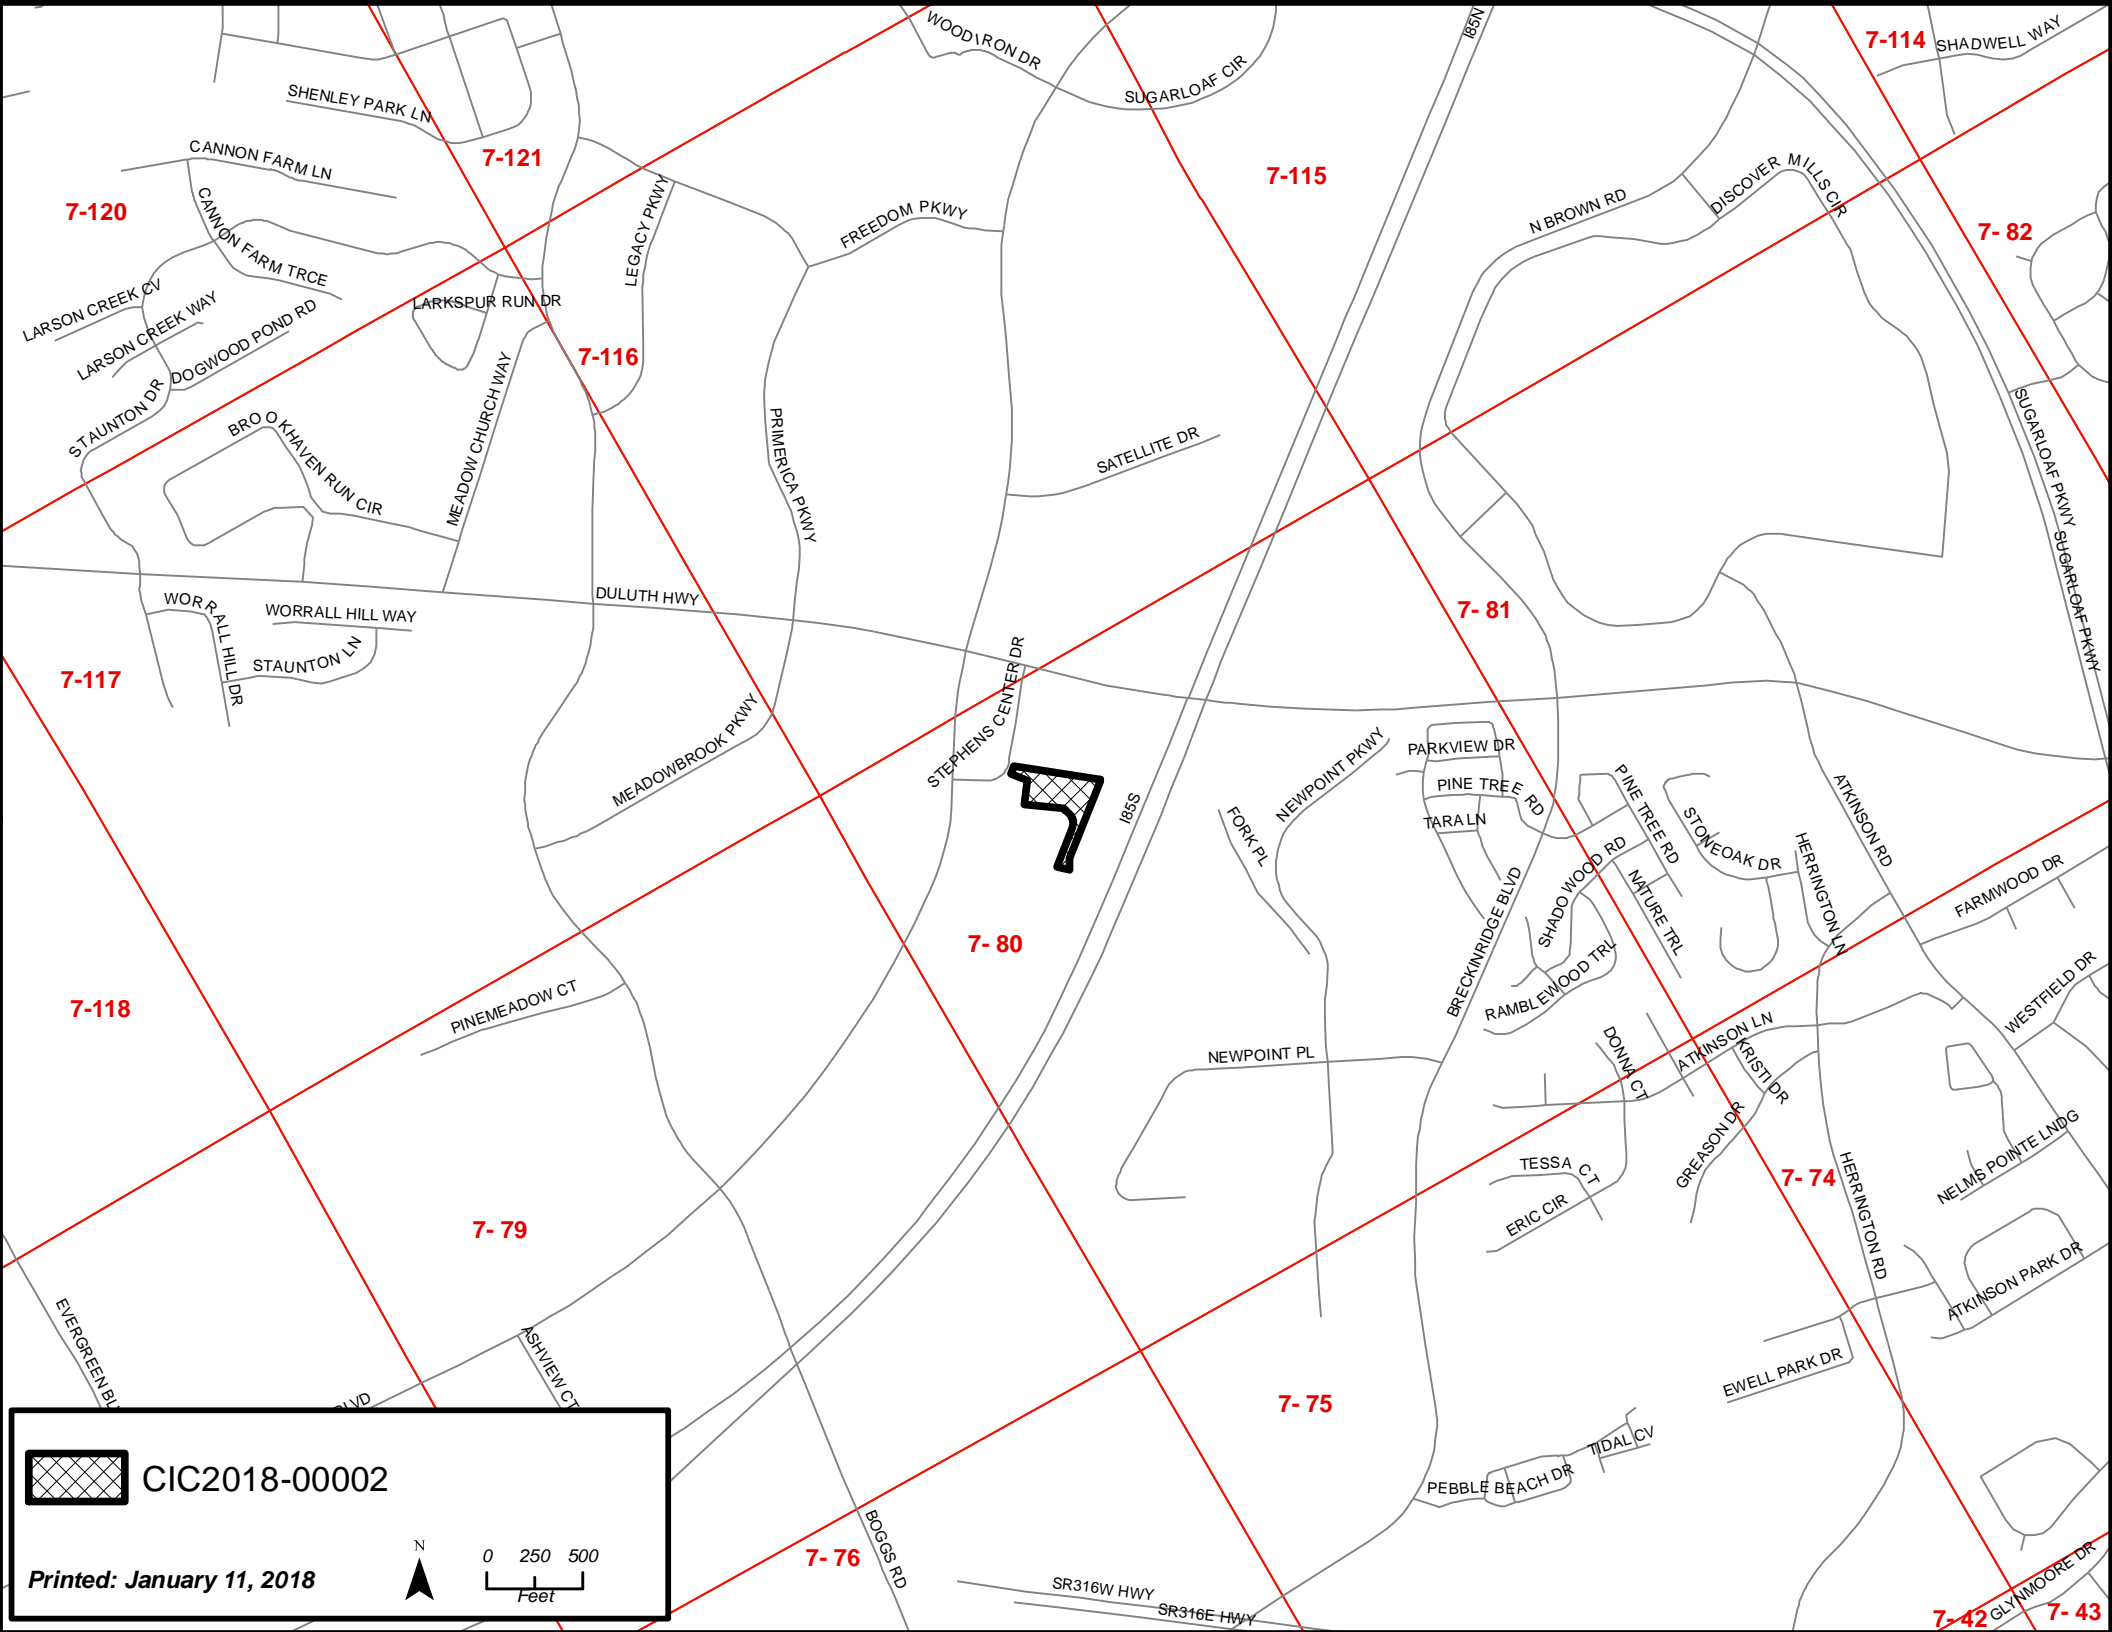 WOOD IRON DR
I85N
7-114
SHADWELL WAY
SUGARLOAF CIR
SHENLEY PARK LN
7-121
CANNON FARM LN
7-115
DISCOVER MILLS CIR
7-120
CANNON FARM TRCE
LEGACY PKWY
FREEDOM PKWY
N BROWN RD
7- 82
LARSON CREEK CV
LARSON CREEK WAY
DOGWOOD POND RD
LARKSPUR RUN DR
7-116
STAUNTON DR
BROOKHAVEN RUN CIR
MEADOW CHURCH WAY
PRIMERICA PKWY
SATELLITE DR
SUGARLOAF PKWY
SUGARLOAF PKWY
WORRALL HILL DR
WORRALL HILL WAY
STAUNTON LN
DULUTH HWY
7- 81
7-117
STEPHENS CENTER DR
MEADOWBROOK PKWY
I85S
NEWPOINT PKWY
FORK PL
PARKVIEW DR
PINE TREE RD
TARA LN
PINE TREE RD
STONEOAK DR
ATKINSON RD
HERRINGTON LN
SHADO WOOD RD
NATURE TRL
FARMWOOD DR
BRECKINRIDGE BLVD
RAMBLEWOOD TRL
7- 80
7-118
PINEMEADOW CT
WESTFIELD DR
NEWPOINT PL
DONNA CT
ATKINSON LN
KRISTI DR
GREASON DR
NELMS POINTE LNDG
TESSA CT
ERIC CIR
7- 74
HERRINGTON RD
7- 79
ATKINSON PARK DR
EVERGREEN BL
ASHVIEW CT
BLVD
EWELL PARK DR
7- 75
TIDAL CV
PEBBLE BEACH DR
CIC2018-00002
BOGGS RD
7- 76
N
0 250 500
Feet
Printed: January 11, 2018
SR316W HWY
SR316E HWY
GLYNMOORE DR
7- 42
7- 43